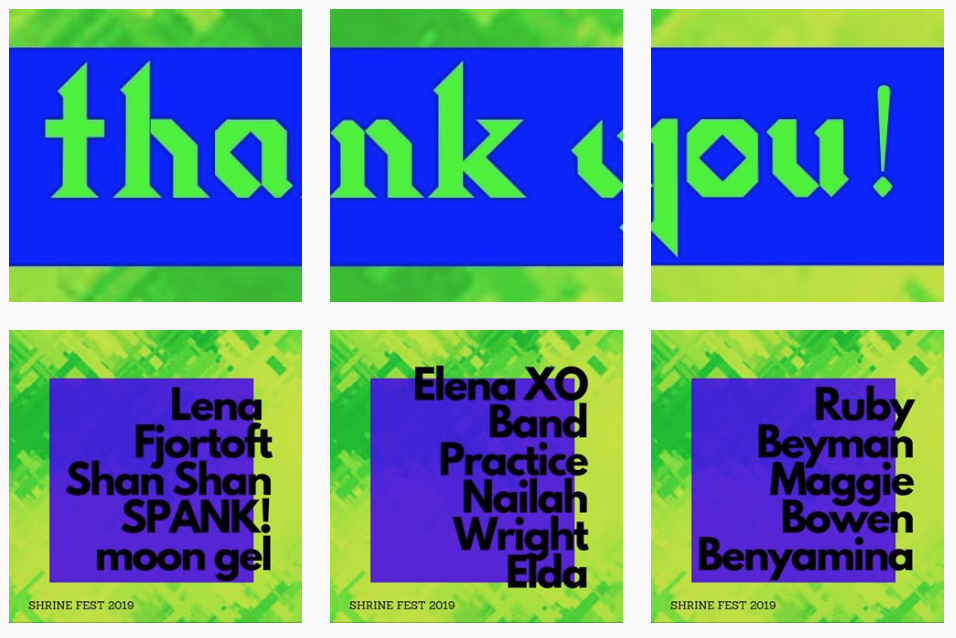 thank you!
Lena
Fjortoft
Shan Shan
SPANK!
moon gel
SHRINE FEST 2019
Elena XO
Band
Practice
Nailah
Wright
Elda
SHRINE FEST 2019
Ruby
Beyman
Maggie
Bowen
Benyamina
SHRINE FEST 2019